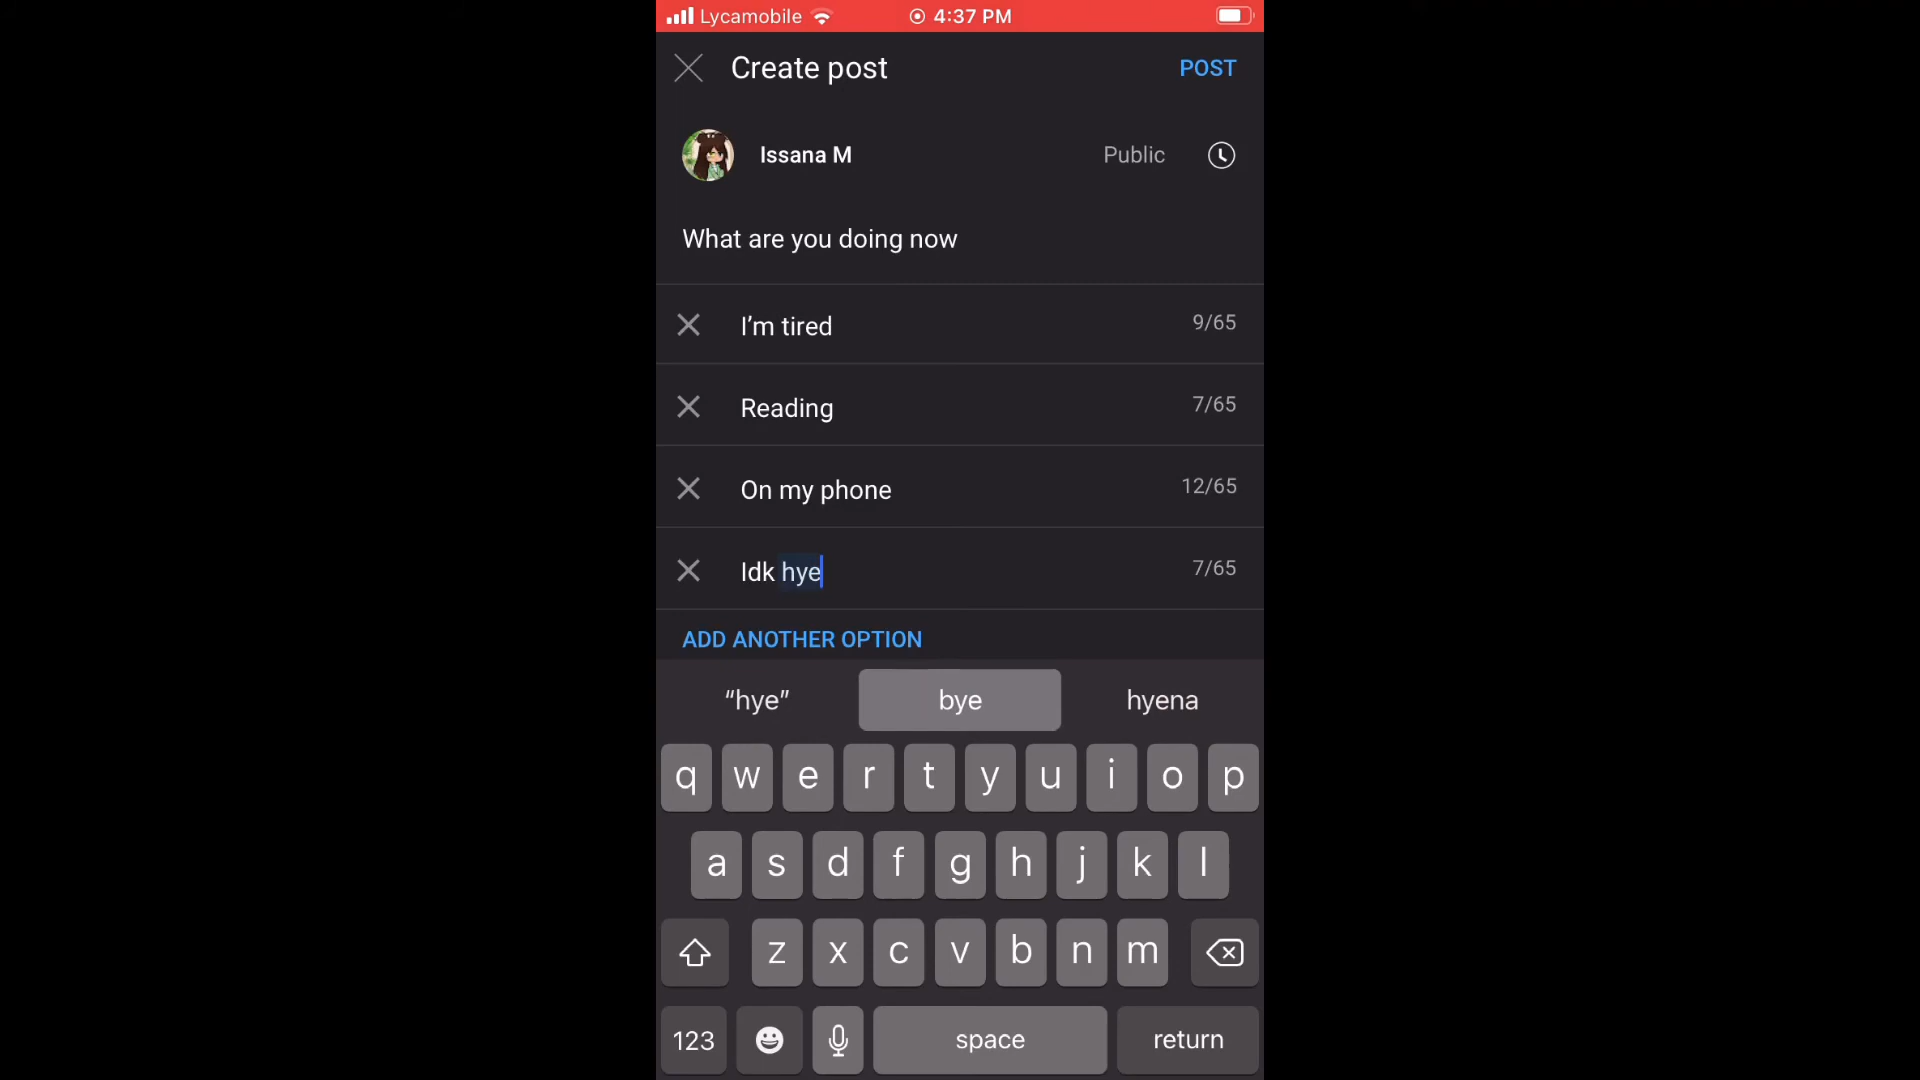 Lycamobile 4:37 PM
Create post POST
Issana M Public
What are you doing now
I’m tired 9/65
Reading 7/65
On my phone 12/65
Idk hye 7/65
ADD ANOTHER OPTION
“hye” bye hyena
q w e r t y u i o p
a s d f g h j k l
z x c v b n m
123 space return